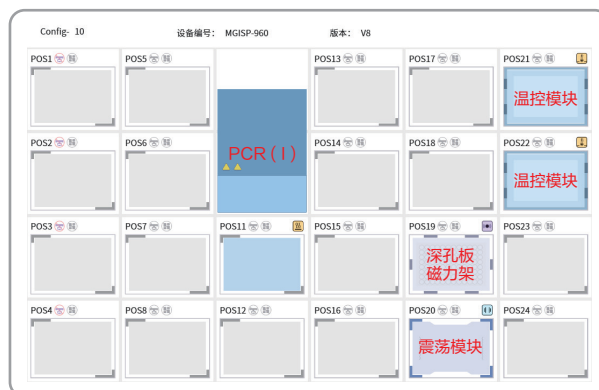 Config- 10 设备编号： MGISP-960 版本： V8
POS1 POS5 POS13 POS17 POS21
温控模块
POS2 POS6 POS14 POS18 POS22
PCR ( I )
温控模块
POS3 POS7 POS11 POS15 POS19 POS23
深孔板
磁力架
POS4 POS8 POS12 POS16 POS20 POS24
震荡模块